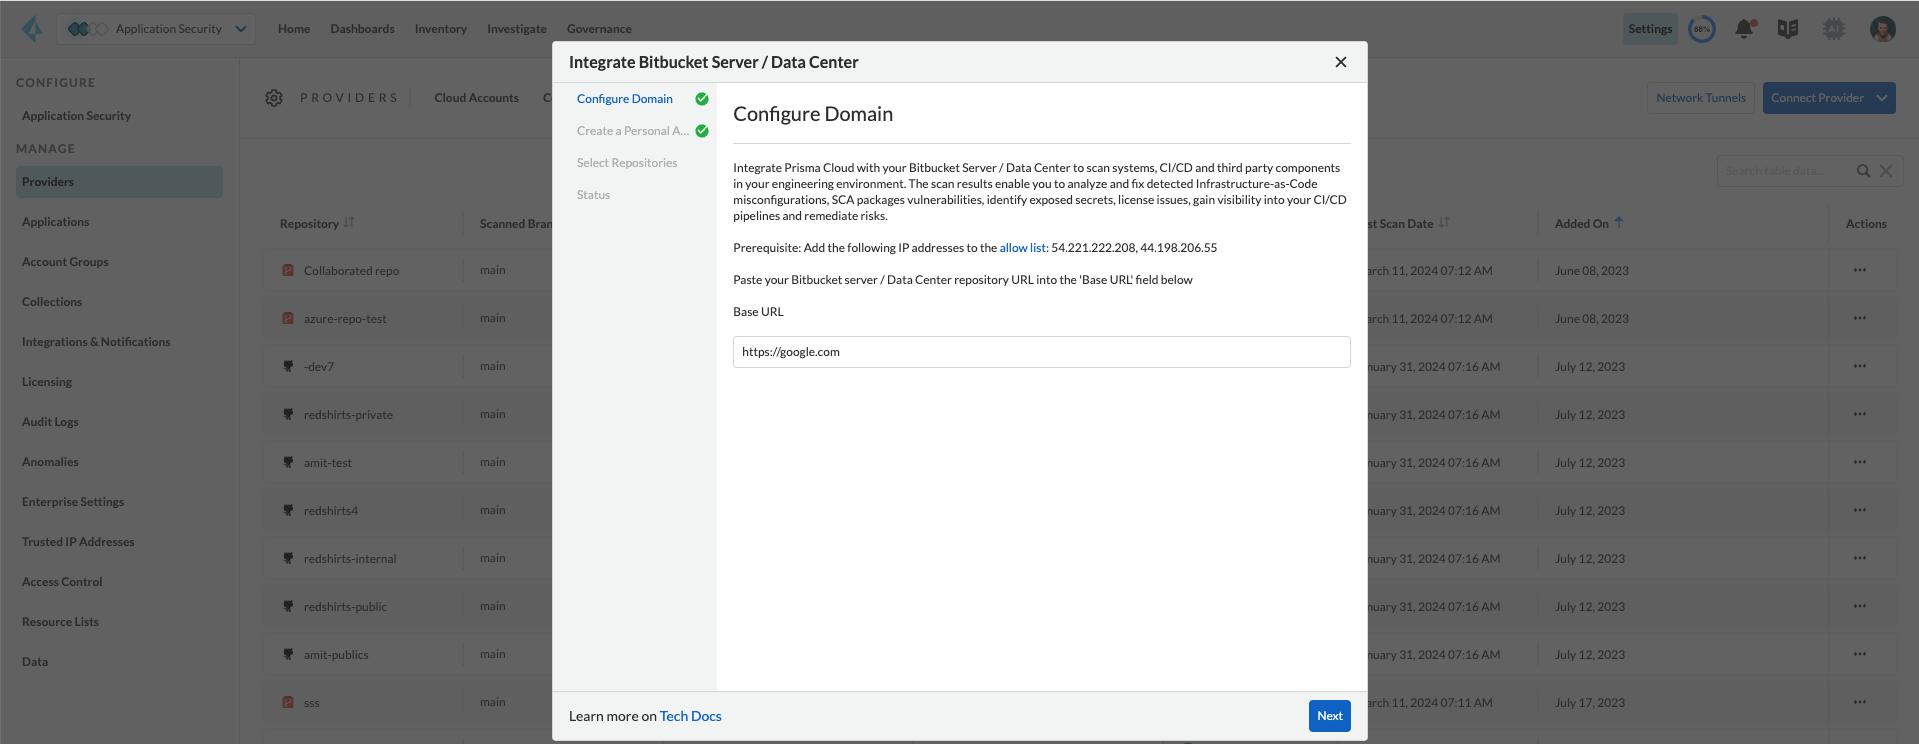 Application Security
Home
Dashboards
Inventory
Investigate
Governance
Settings
88%
CONFIGURE
Application Security
MANAGE
Providers
Applications
Account Groups
Collections
Integrations & Notifications
Licensing
Audit Logs
Anomalies
Enterprise Settings
Trusted IP Addresses
Access Control
Resource Lists
Data
PROVIDERS
Cloud Accounts
Network Tunnels
Connect Provider
Search table data...
Repository
Scanned Bran
st Scan Date
Added On
Actions
Collaborated repo
main
arch 11, 2024 07:12 AM
June 08, 2023
azure-repo-test
main
arch 11, 2024 07:12 AM
June 08, 2023
-dev7
main
nuary 31, 2024 07:16 AM
July 12, 2023
redshirts-private
main
nuary 31, 2024 07:16 AM
July 12, 2023
amit-test
main
nuary 31, 2024 07:16 AM
July 12, 2023
redshirts4
main
nuary 31, 2024 07:16 AM
July 12, 2023
redshirts-internal
main
nuary 31, 2024 07:16 AM
July 12, 2023
redshirts-public
main
nuary 31, 2024 07:16 AM
July 12, 2023
amit-publics
main
nuary 31, 2024 07:16 AM
July 12, 2023
sss
main
arch 11, 2024 07:11 AM
July 17, 2023
Integrate Bitbucket Server / Data Center
Configure Domain
Create a Personal A...
Select Repositories
Status
Configure Domain
Integrate Prisma Cloud with your Bitbucket Server / Data Center to scan systems, CI/CD and third party components
in your engineering environment. The scan results enable you to analyze and fix detected Infrastructure-as-Code
misconfigurations, SCA packages vulnerabilities, identify exposed secrets, license issues, gain visibility into your CI/CD
pipelines and remediate risks.
Prerequisite: Add the following IP addresses to the allow list: 54.221.222.208, 44.198.206.55
Paste your Bitbucket server / Data Center repository URL into the 'Base URL' field below
Base URL
https://google.com
Learn more on Tech Docs
Next